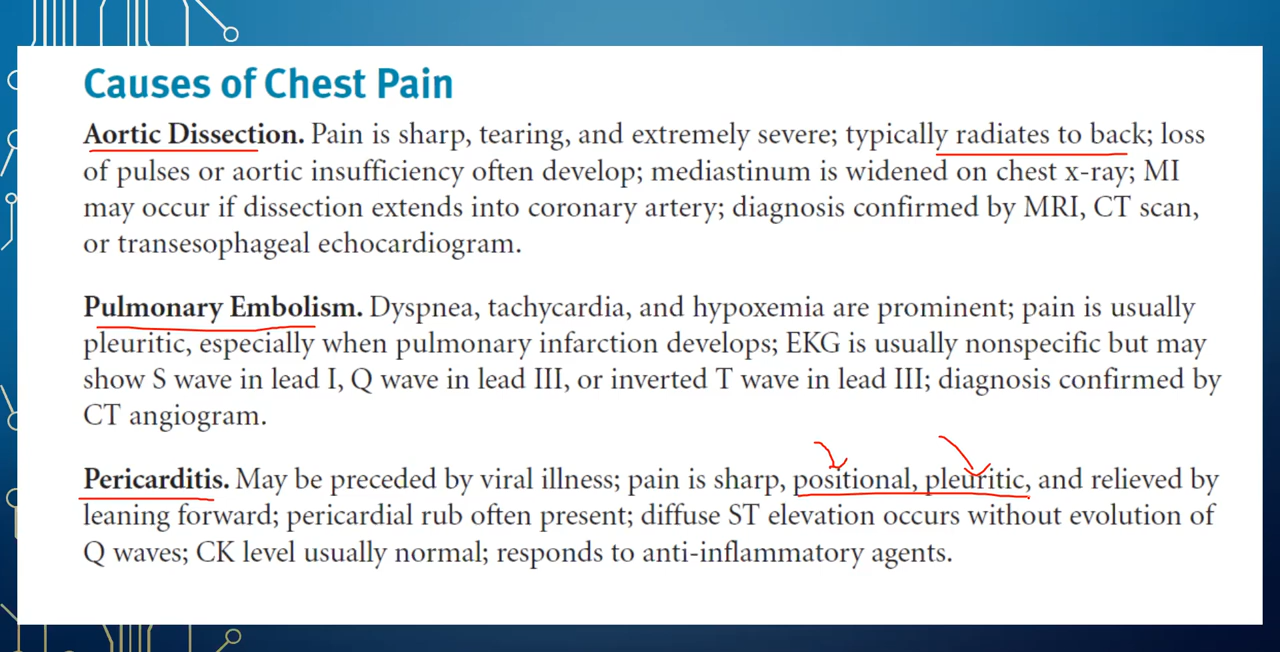 Causes of Chest Pain
Aortic Dissection. Pain is sharp, tearing, and extremely severe; typically radiates to back; loss
of pulses or aortic insufficiency often develop; mediastinum is widened on chest x-ray; MI
may occur if dissection extends into coronary artery; diagnosis confirmed by MRI, CT scan,
or transesophageal echocardiogram.
Pulmonary Embolism. Dyspnea, tachycardia, and hypoxemia are prominent; pain is usually
pleuritic, especially when pulmonary infarction develops; EKG is usually nonspecific but may
show S wave in lead I, Q wave in lead III, or inverted T wave in lead III; diagnosis confirmed by
CT angiogram.
Pericarditis. May be preceded by viral illness; pain is sharp, positional, pleuritic, and relieved by
leaning forward; pericardial rub often present; diffuse ST elevation occurs without evolution of
Q waves; CK level usually normal; responds to anti-inflammatory agents.